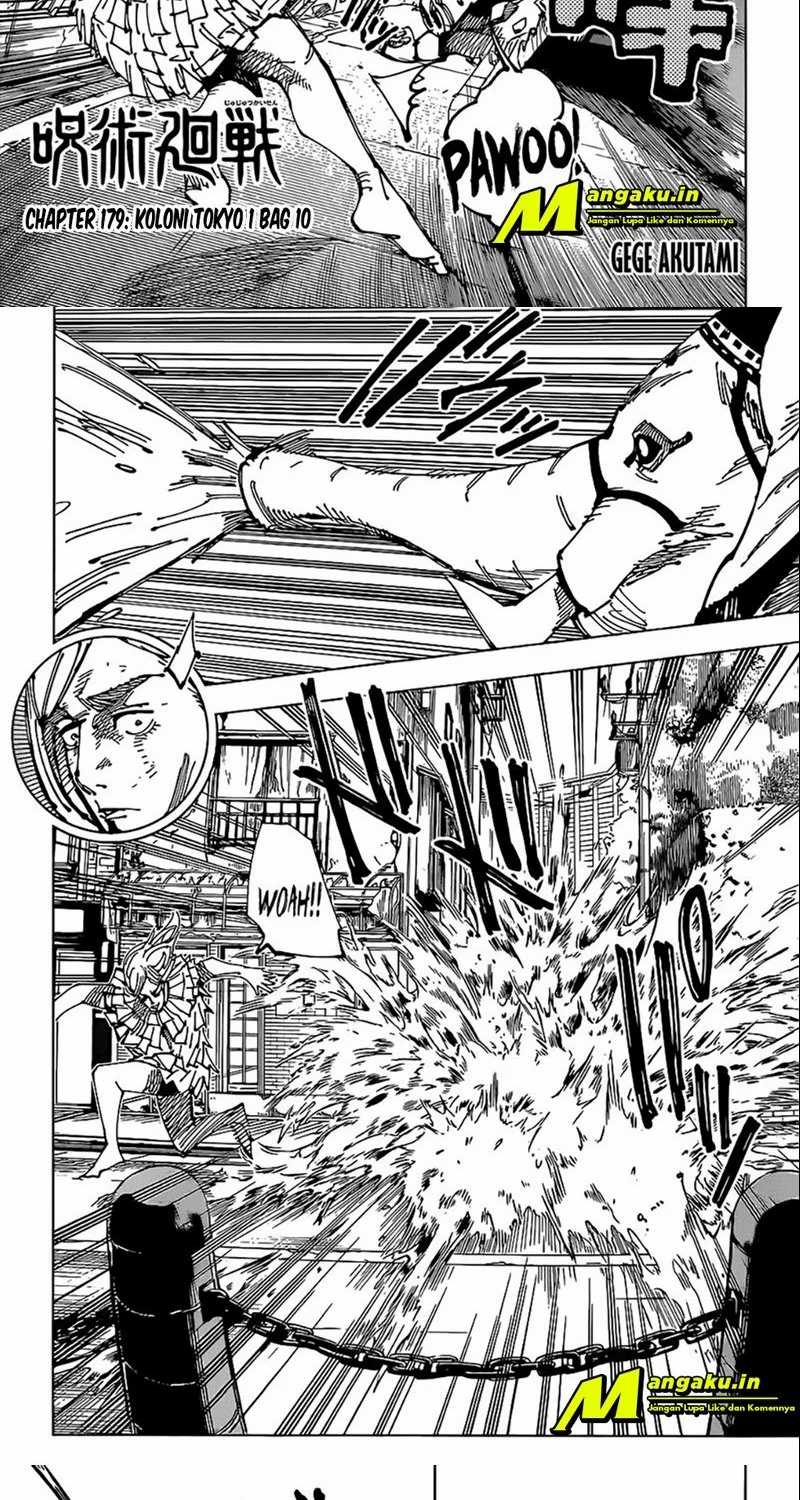 じゅじゅつかいせん
呪術廻戦
PAWOO!
CHAPTER 179: KOLONI TOKYO 1 BAG 10
Mangaku.in
Jangan Lupa Like dan Komennya
GEGE AKUTAMI
WOAH!!
Mangaku.in
Jangan Lupa Like dan Komennya